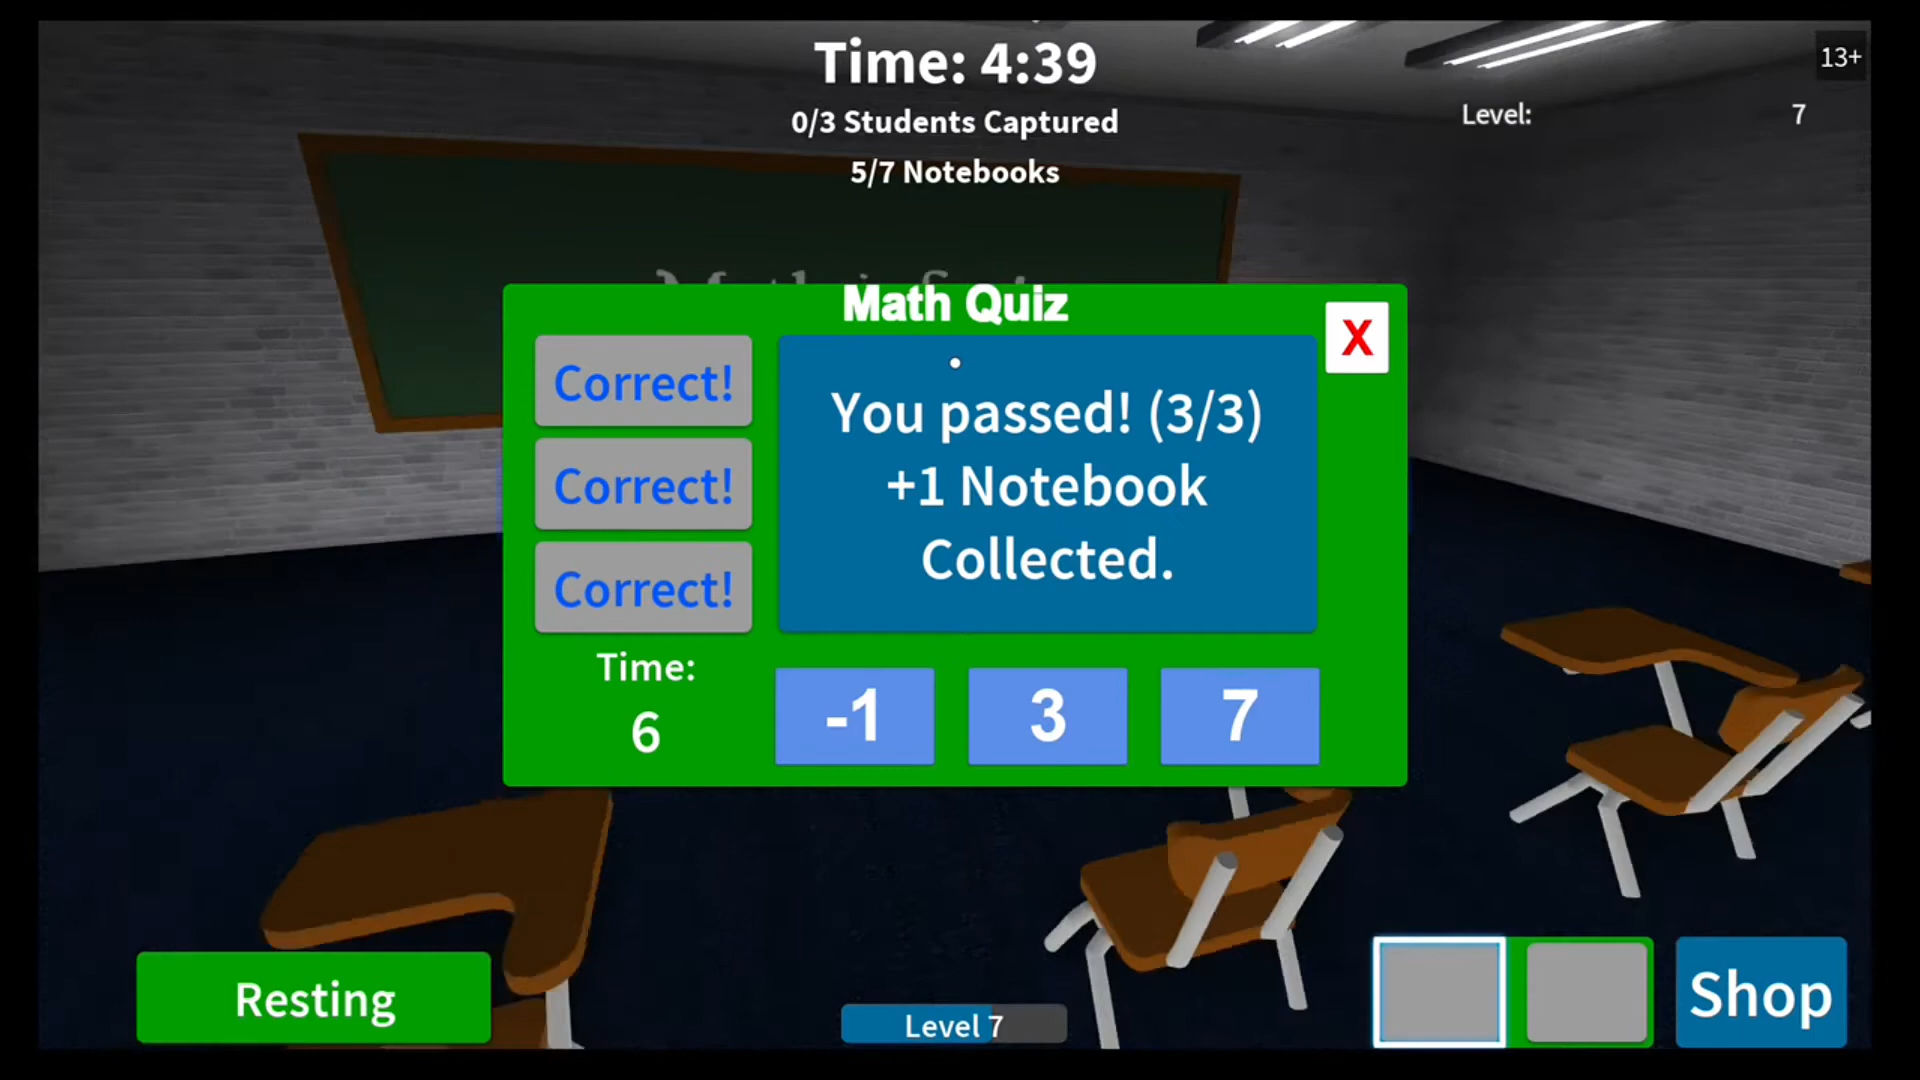 Time: 4:39
13+
0/3 Students Captured
Level: 7
5/7 Notebooks
Math Quiz
X
Correct!
Correct!
Correct!
You passed! (3/3)
+1 Notebook
Collected.
Time:
6
-1 3 7
Resting
Level 7
Shop